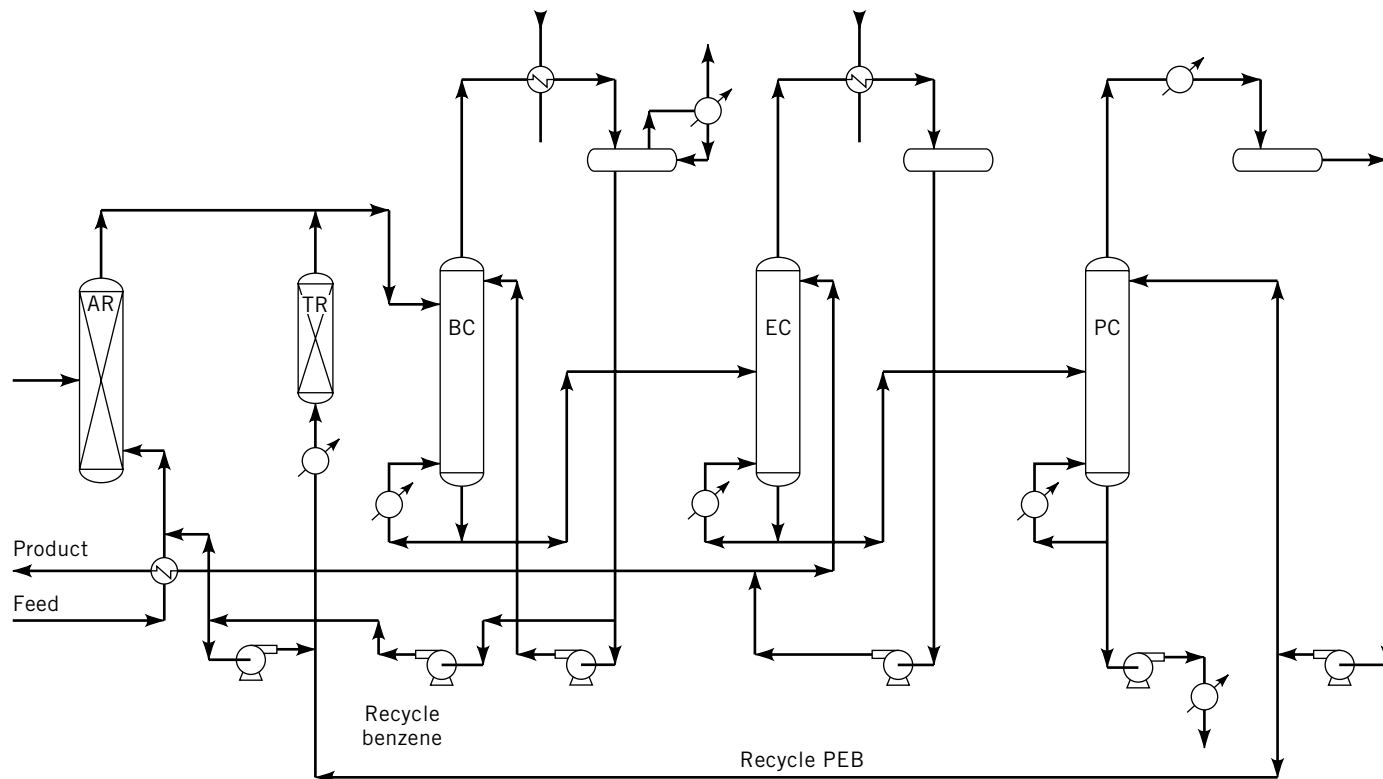 AR
TR
BC
EC
PC
Product
Feed
Recycle
benzene
Recycle PEB